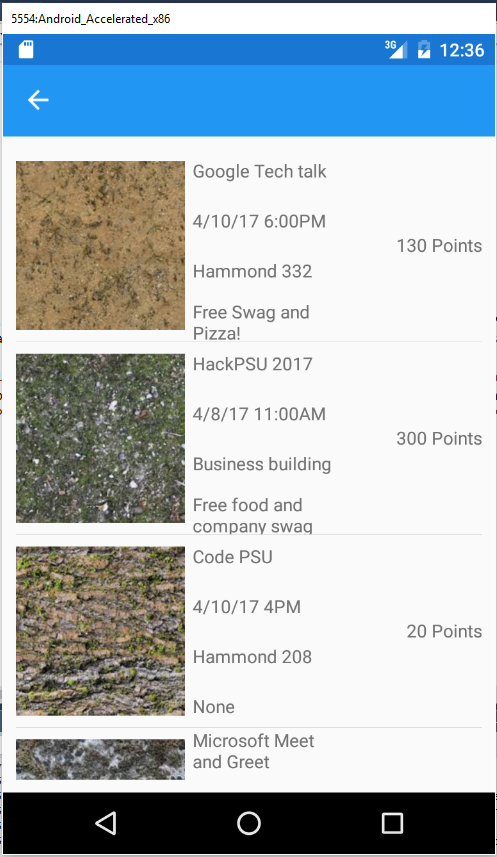 5554:Android_Accelerated_x86
3G
12:36
Google Tech talk
4/10/17 6:00PM
130 Points
Hammond 332
Free Swag and
Pizza!
HackPSU 2017
4/8/17 11:00AM
300 Points
Business building
Free food and
company swag
Code PSU
4/10/17 4PM
20 Points
Hammond 208
None
Microsoft Meet
and Greet